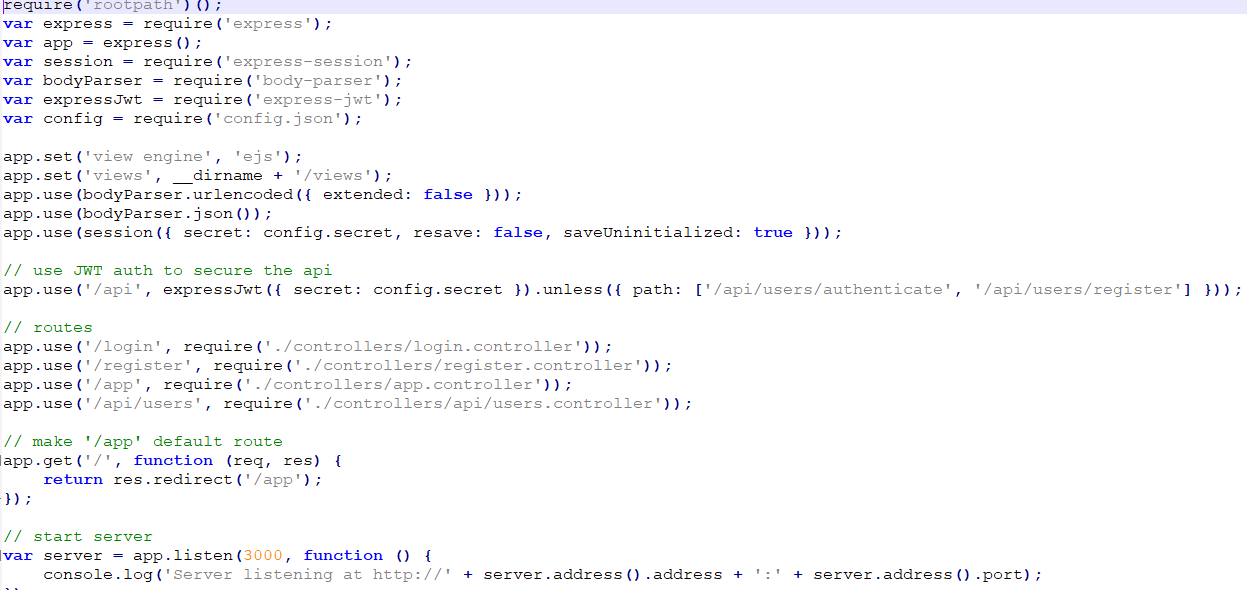 require('rootpath')();
var express = require('express');
var app = express();
var session = require('express-session');
var bodyParser = require('body-parser');
var expressJwt = require('express-jwt');
var config = require('config.json');

app.set('view engine', 'ejs');
app.set('views', __dirname + '/views');
app.use(bodyParser.urlencoded({ extended: false }));
app.use(bodyParser.json());
app.use(session({ secret: config.secret, resave: false, saveUninitialized: true }));

// use JWT auth to secure the api
app.use('/api', expressJwt({ secret: config.secret }).unless({ path: ['/api/users/authenticate', '/api/users/register'] }));

// routes
app.use('/login', require('./controllers/login.controller'));
app.use('/register', require('./controllers/register.controller'));
app.use('/app', require('./controllers/app.controller'));
app.use('/api/users', require('./controllers/api/users.controller'));

// make '/app' default route
app.get('/', function (req, res) {
    return res.redirect('/app');
});

// start server
var server = app.listen(3000, function () {
    console.log('Server listening at http://' + server.address().address + ':' + server.address().port);